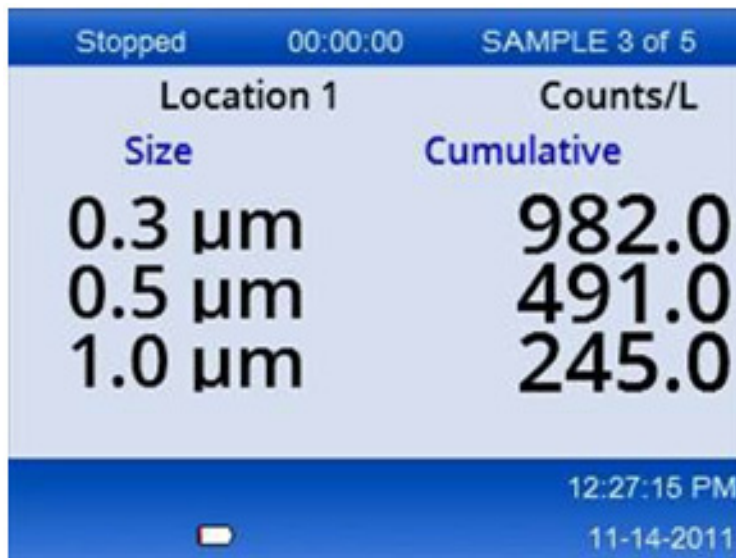 Stopped 00:00:00 SAMPLE 3 of 5
Location 1 Counts/L
Size Cumulative
0.3 µm 982.0
0.5 µm 491.0
1.0 µm 245.0
12:27:15 PM
11-14-2011